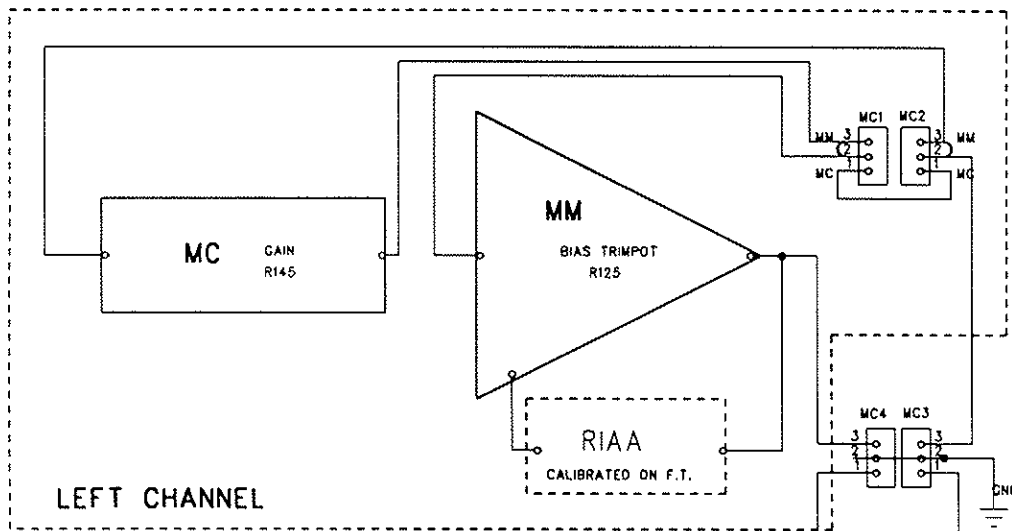 MC1 MC2
MM 3 3 MM
2 2
1 1
MC MC
MM
MC GAIN
R145
BIAS TRIMPOT
R125
MC4 MC3
3 3
2 2
1 1
RIAA
CALIBRATED ON F.T.
LEFT CHANNEL
GN